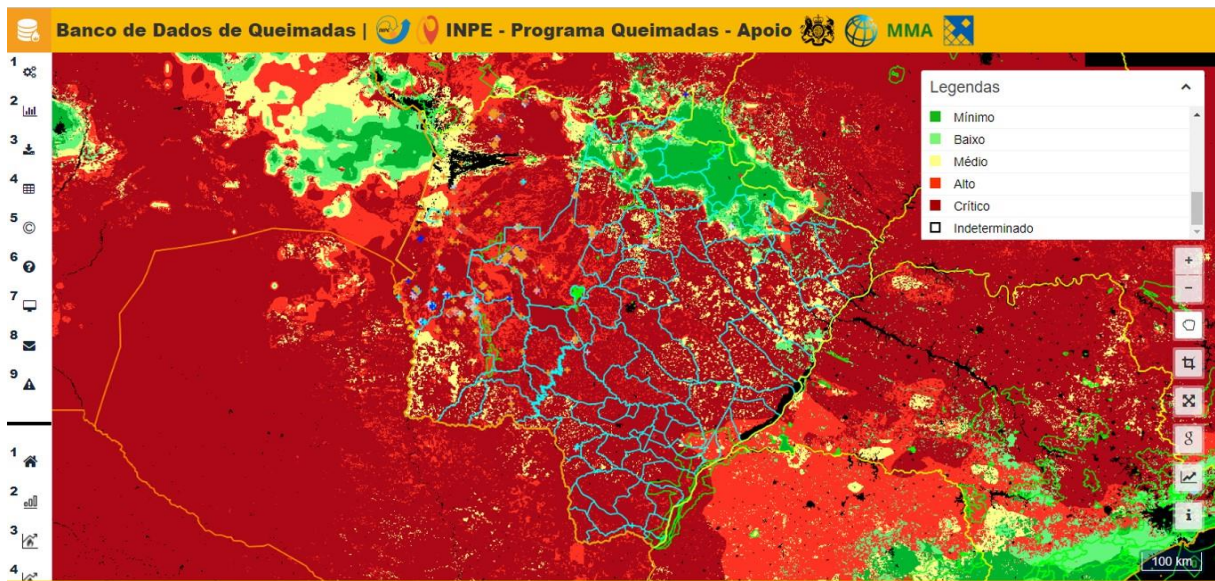 Banco de Dados de Queimadas | INPE - Programa Queimadas - Apoio MMA
1
2
3
4
5
6
7
8
9
1
2
3
4
Legendas
Mínimo
Baixo
Médio
Alto
Crítico
Indeterminado
+
−
g
i
100 km